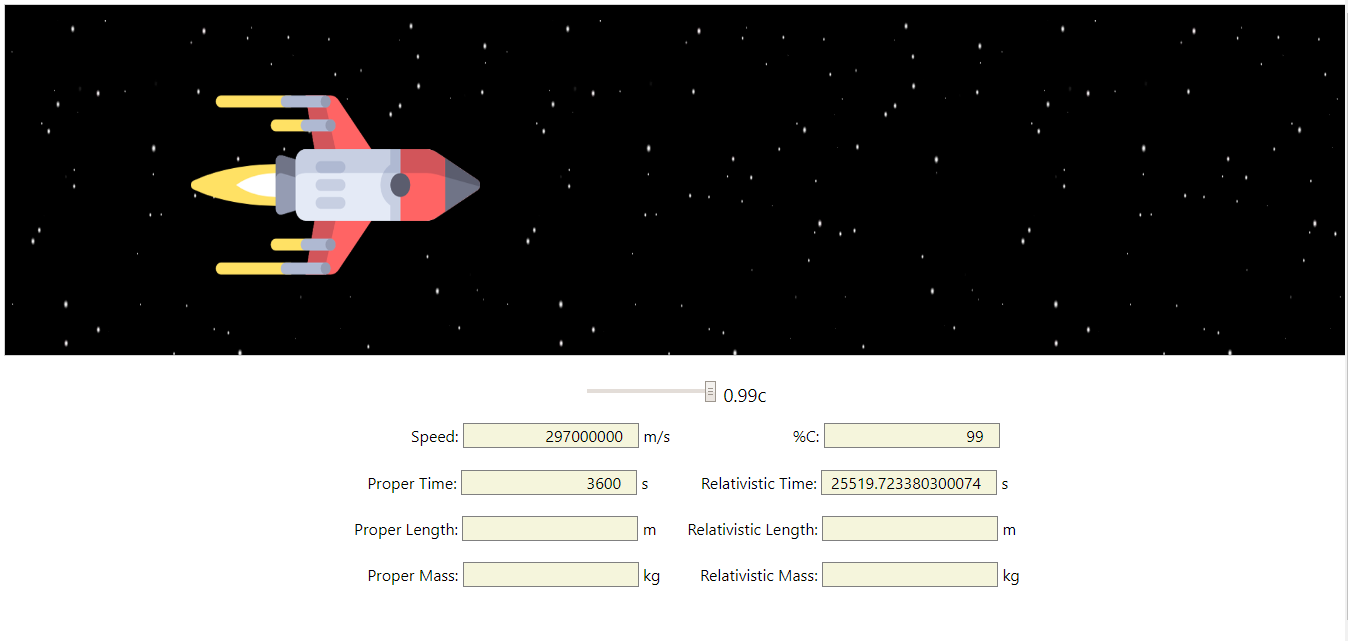 0.99c
Speed: 297000000 m/s %C: 99
Proper Time: 3600 s Relativistic Time: 25519.723380300074 s
Proper Length: m Relativistic Length: m
Proper Mass: kg Relativistic Mass: kg